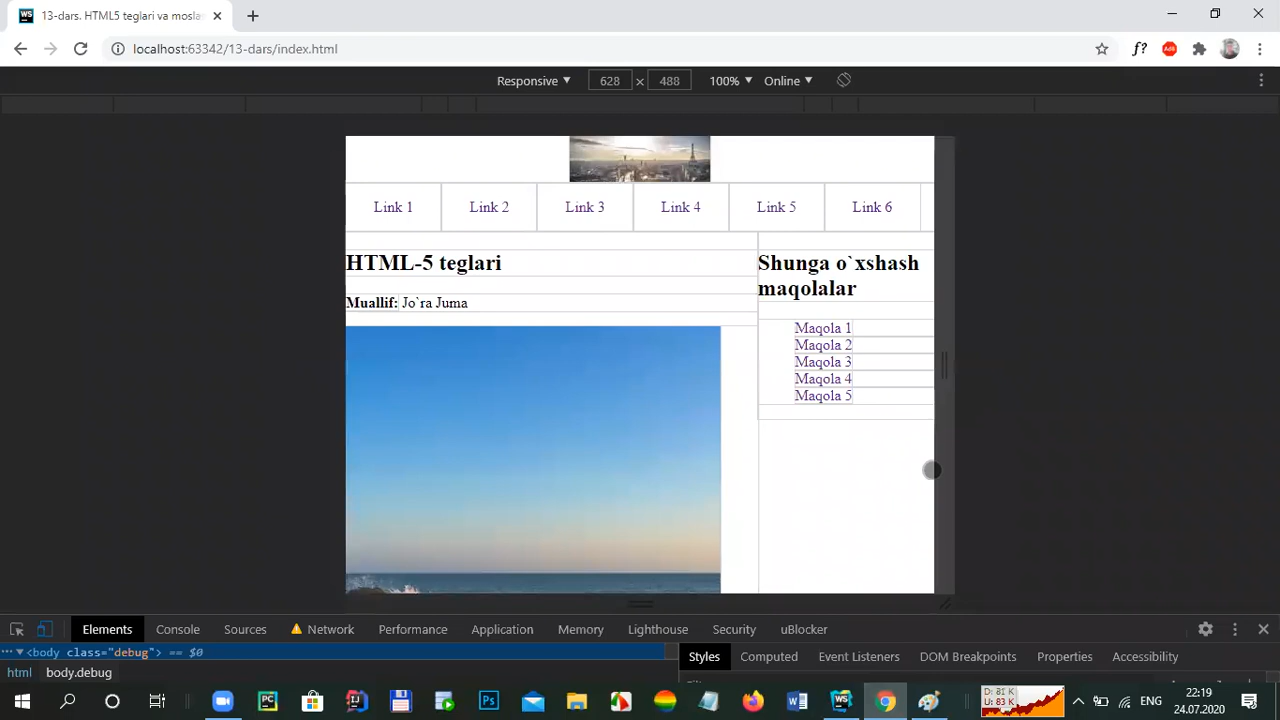 13-dars. HTML5 teglari va mosla
localhost:63342/13-dars/index.html
f?
Responsive
628 × 488
100%
Online
Link 1
Link 2
Link 3
Link 4
Link 5
Link 6
HTML-5 teglari
Muallif: Jo`ra Juma
Shunga o`xshash
maqolalar
Maqola 1
Maqola 2
Maqola 3
Maqola 4
Maqola 5
Elements
Console
Sources
Network
Performance
Application
Memory
Lighthouse
Security
uBlocker
<body class="debug"> == $0
Styles
Computed
Event Listeners
DOM Breakpoints
Properties
Accessibility
html
body.debug
D: 81 K
U: 83 K
ENG
22:19
24.07.2020